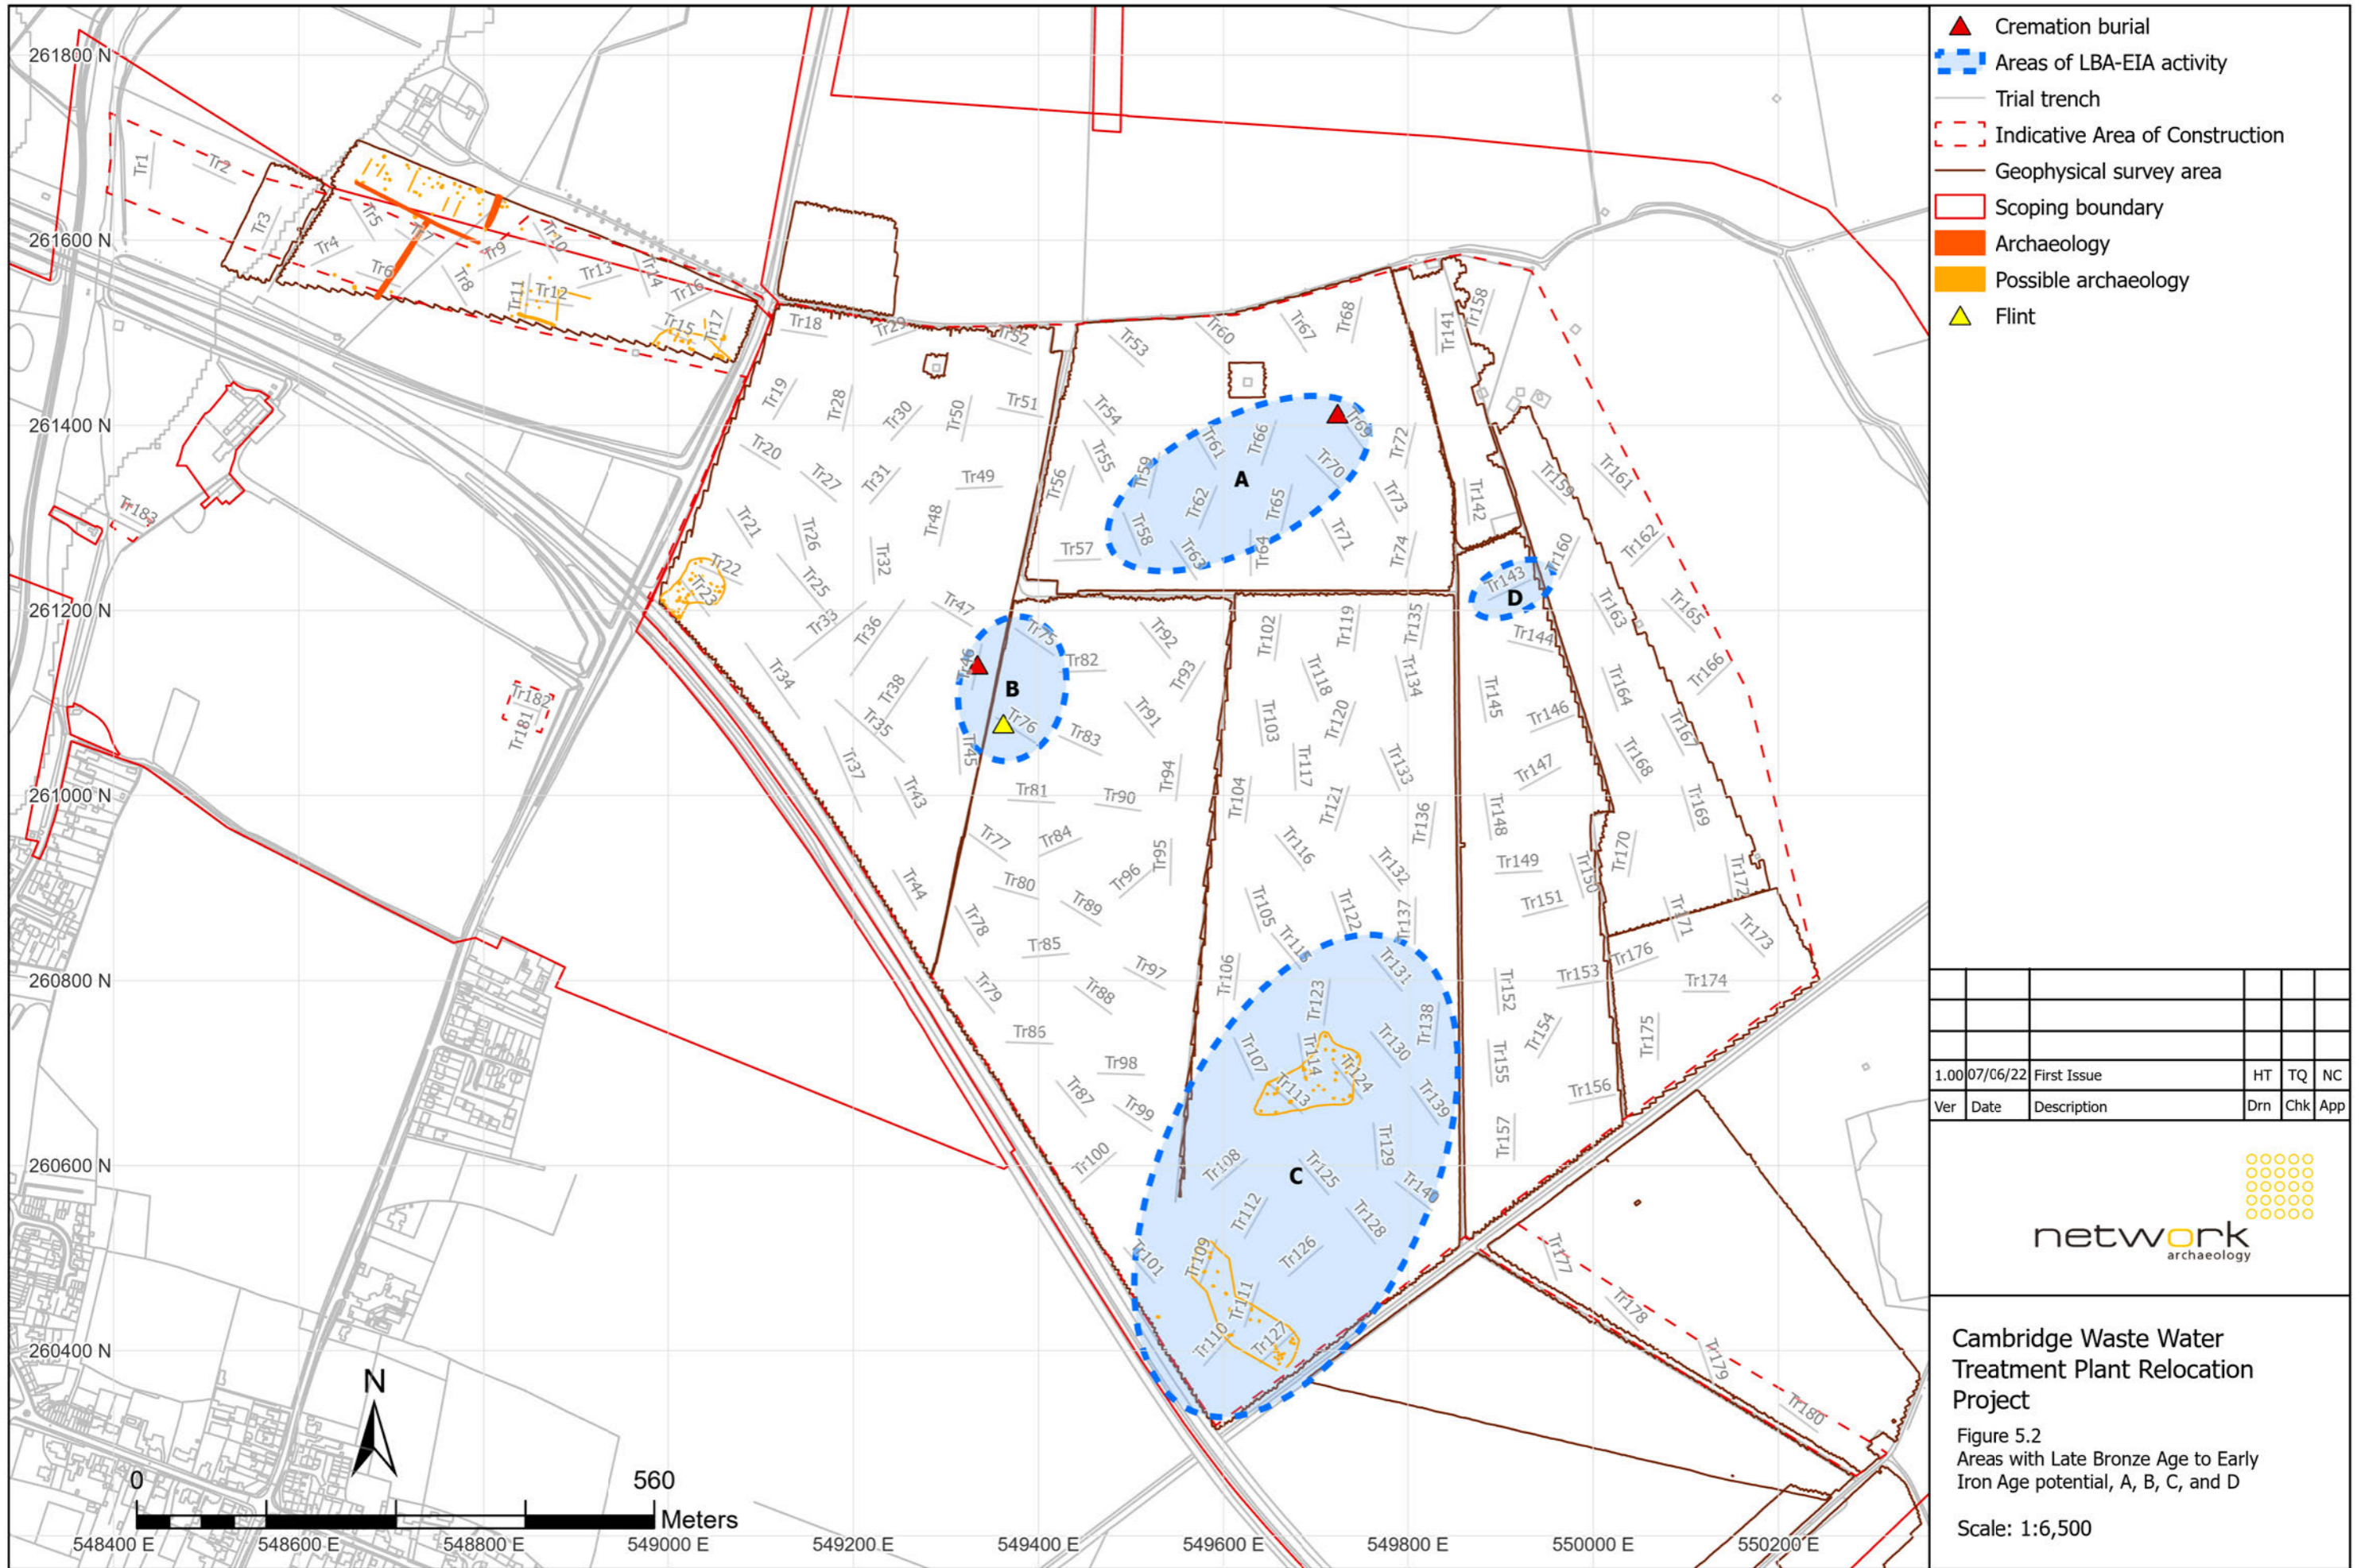 Cremation burial
Areas of LBA-EIA activity
Trial trench
Indicative Area of Construction
Geophysical survey area
Scoping boundary
Archaeology
Possible archaeology
Flint
261800 N
261600 N
261400 N
261200 N
261000 N
260800 N
260600 N
260400 N
Tr1
Tr2
Tr3
Tr4
Tr5
Tr6
Tr7
Tr8
Tr9
Tr10
Tr11
Tr12
Tr13
Tr14
Tr15
Tr16
Tr17
Tr18
Tr29
Tr52
Tr53
Tr60
Tr67
Tr68
Tr141
Tr158
Tr19
Tr28
Tr30
Tr50
Tr51
Tr54
Tr20
Tr27
Tr31
Tr49
Tr55
Tr56
Tr59
Tr61
Tr66
Tr69
Tr70
Tr72
A
Tr62
Tr65
Tr73
Tr142
Tr159
Tr161
Tr183
Tr21
Tr26
Tr48
Tr32
Tr57
Tr58
Tr63
Tr64
Tr71
Tr74
Tr160
Tr162
Tr22
Tr23
Tr25
Tr47
Tr33
Tr36
Tr143
D
Tr163
Tr165
Tr75
Tr92
Tr102
Tr119
Tr135
Tr144
Tr46
B
Tr82
Tr93
Tr118
Tr134
Tr145
Tr164
Tr166
Tr34
Tr38
Tr35
Tr76
Tr83
Tr91
Tr103
Tr120
Tr146
Tr167
Tr182
Tr181
Tr37
Tr45
Tr94
Tr117
Tr133
Tr147
Tr168
Tr43
Tr81
Tr90
Tr104
Tr121
Tr136
Tr148
Tr169
Tr77
Tr84
Tr95
Tr116
Tr132
Tr149
Tr150
Tr170
Tr172
Tr44
Tr80
Tr96
Tr89
Tr105
Tr122
Tr137
Tr151
Tr171
Tr78
Tr85
Tr97
Tr106
Tr115
Tr131
Tr153
Tr176
Tr173
Tr174
Tr79
Tr88
Tr123
Tr138
Tr152
Tr154
Tr175
Tr86
Tr98
Tr107
Tr114
Tr124
Tr130
Tr155
Tr87
Tr99
Tr113
Tr139
Tr156
Tr100
Tr108
C
Tr125
Tr129
Tr140
Tr157
Tr112
Tr128
Tr101
Tr109
Tr126
Tr111
Tr110
Tr127
Tr177
Tr178
Tr179
Tr180
N
0 560
Meters
548400 E 548600 E 548800 E 549000 E 549200 E 549400 E 549600 E 549800 E 550000 E 550200 E
1.00 07/06/22 First Issue HT TQ NC
Ver Date Description Drn Chk App
network
archaeology
Cambridge Waste Water
Treatment Plant Relocation
Project
Figure 5.2
Areas with Late Bronze Age to Early
Iron Age potential, A, B, C, and D
Scale: 1:6,500